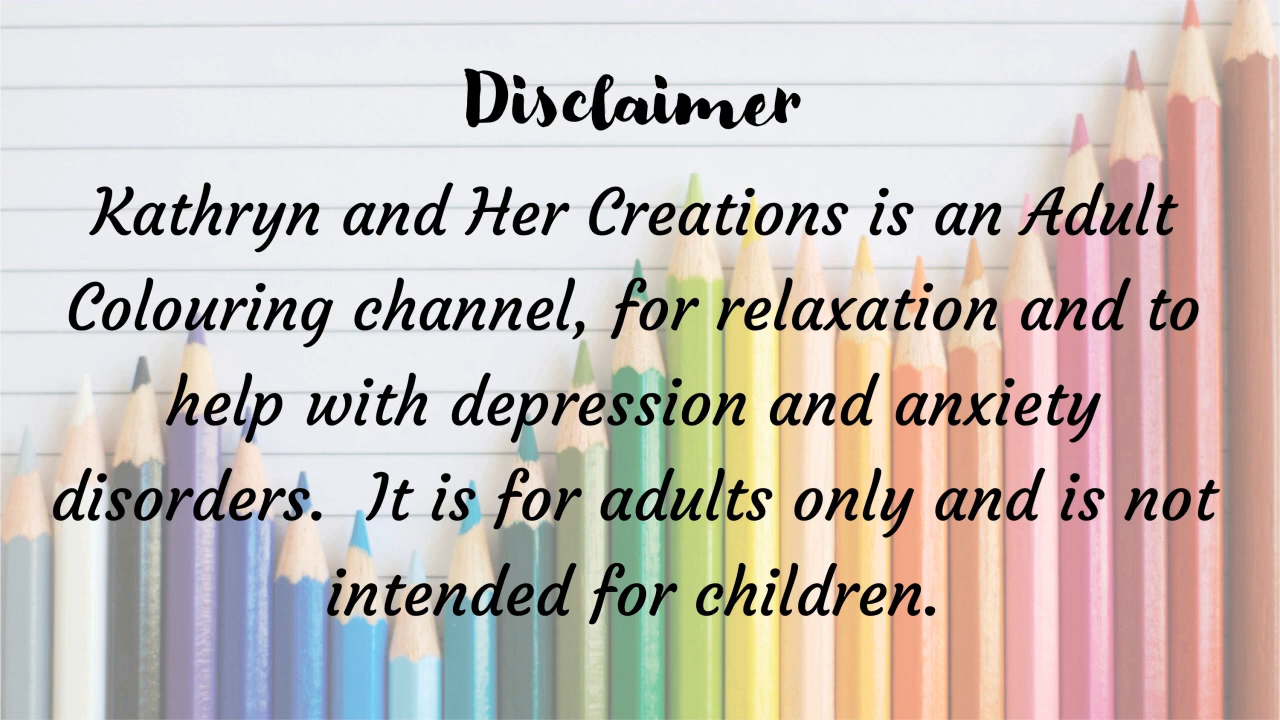 Disclaimer
Kathryn and Her Creations is an Adult
Colouring channel, for relaxation and to
help with depression and anxiety
disorders.  It is for adults only and is not
intended for children.